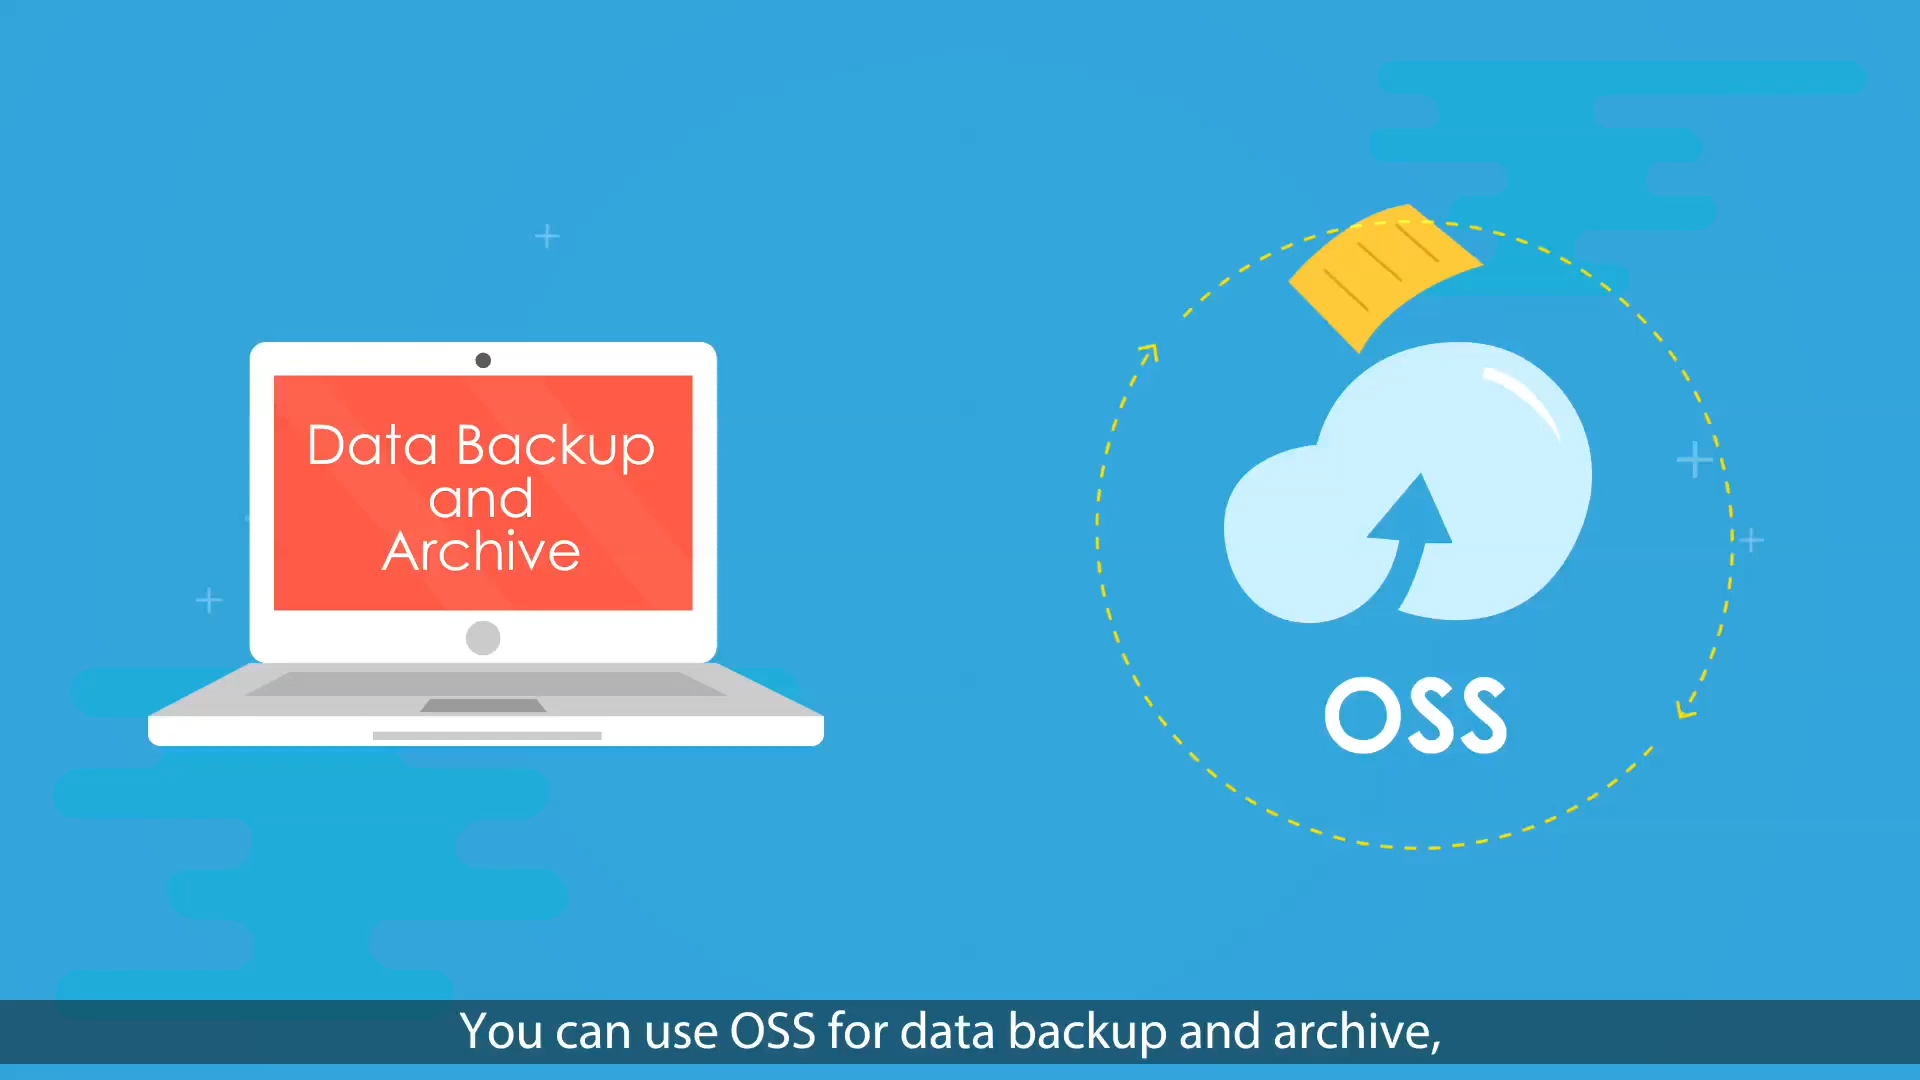 Data Backup
and
Archive
OSS
You can use OSS for data backup and archive,